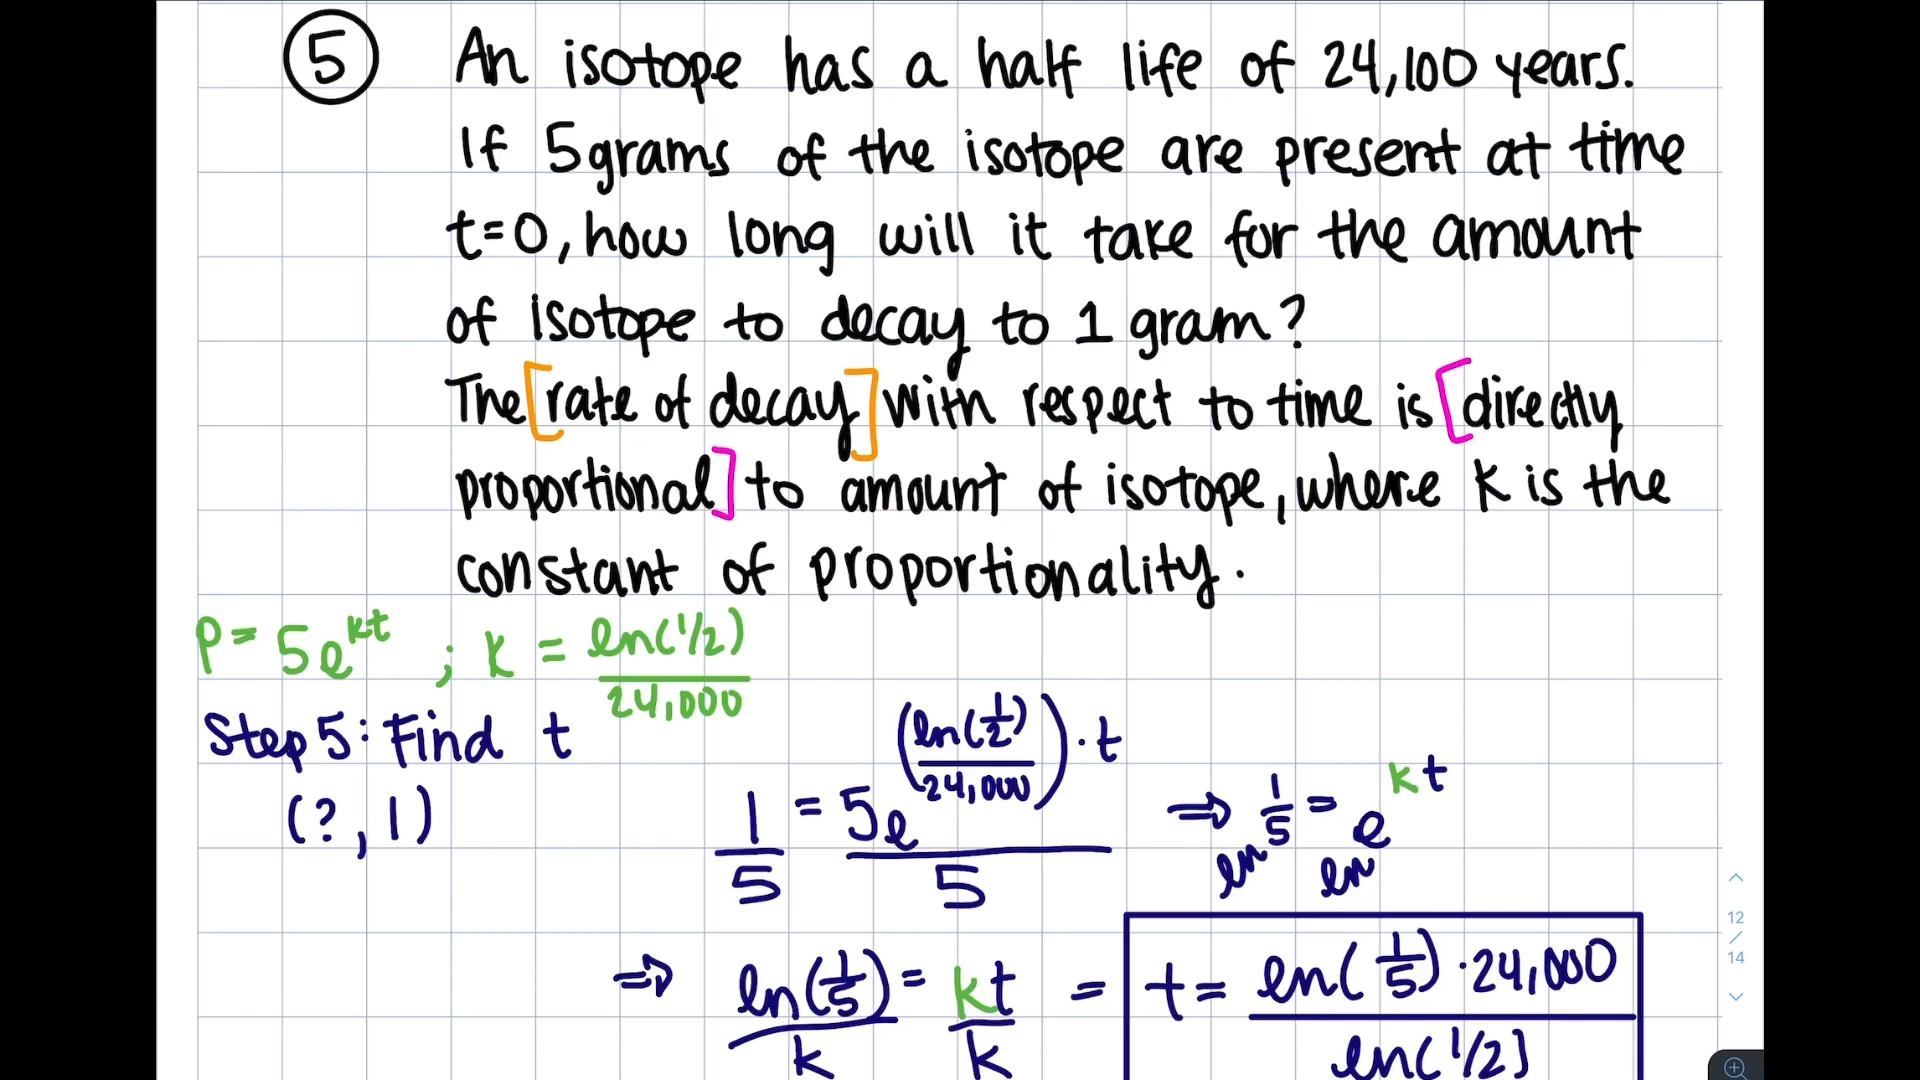 5 An isotope has a half life of 24,100 years.
If 5 grams of the isotope are present at time
t=0, how long will it take for the amount
of isotope to decay to 1 gram?
The [rate of decay] with respect to time is [directly
proportional] to amount of isotope, where k is the
constant of proportionality.
P = 5e^kt ; k = ln(1/2) / 24,000
Step 5: Find t
(?, 1)
1/5 = 5e^(ln(1/2)/24,000)·t / 5 ⇒ 1/5 = e^kt
ln ln
⇒ ln(1/5)/k = kt/k = t = ln(1/5)·24,000 / ln(1/2)
12
/
14